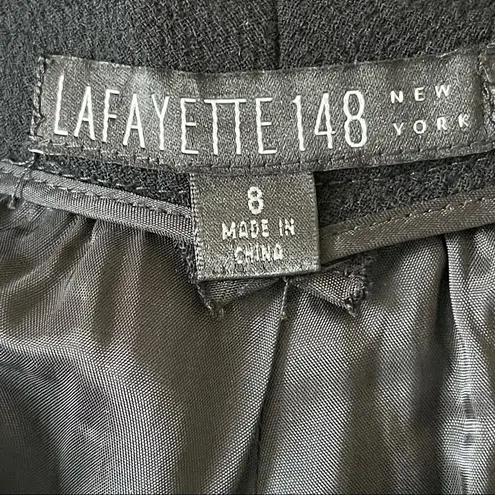 LAFAYETTE 148 NEW YORK
8
MADE IN
CHINA